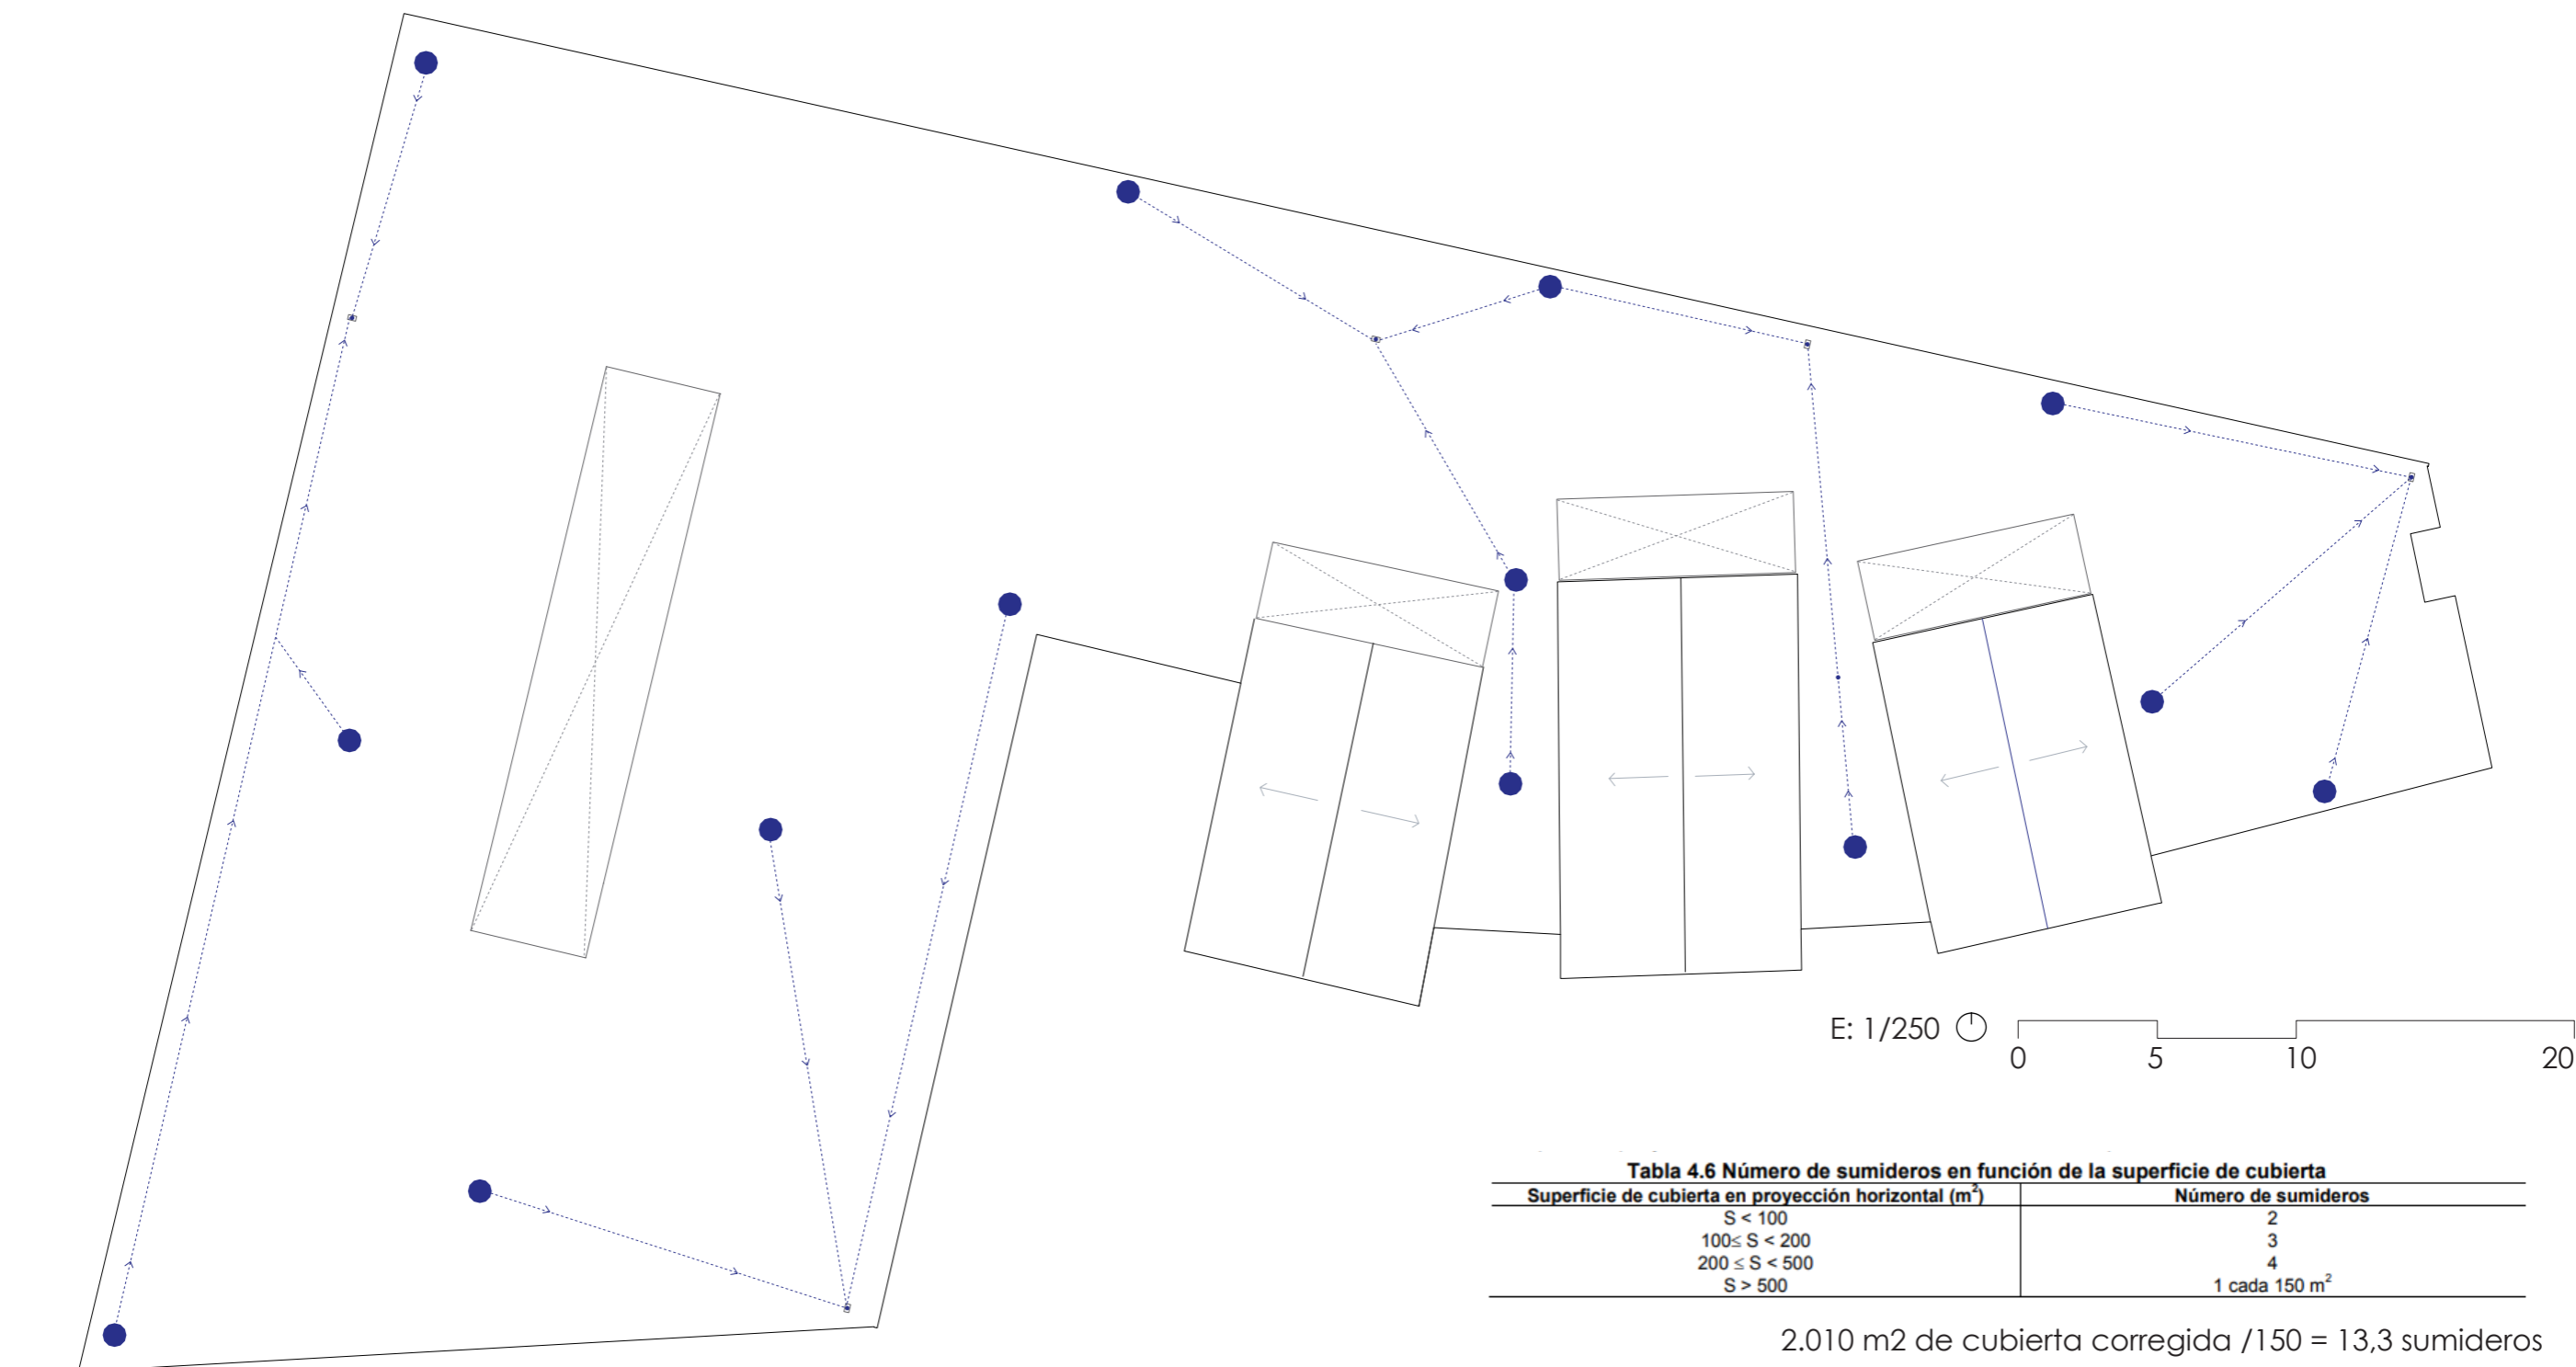 E: 1/250
0 5 10 20
Tabla 4.6 Número de sumideros en función de la superficie de cubierta
Superficie de cubierta en proyección horizontal (m²) Número de sumideros
S < 100 2
100≤ S < 200 3
200 ≤ S < 500 4
S > 500 1 cada 150 m²
2.010 m2 de cubierta corregida /150 = 13,3 sumideros